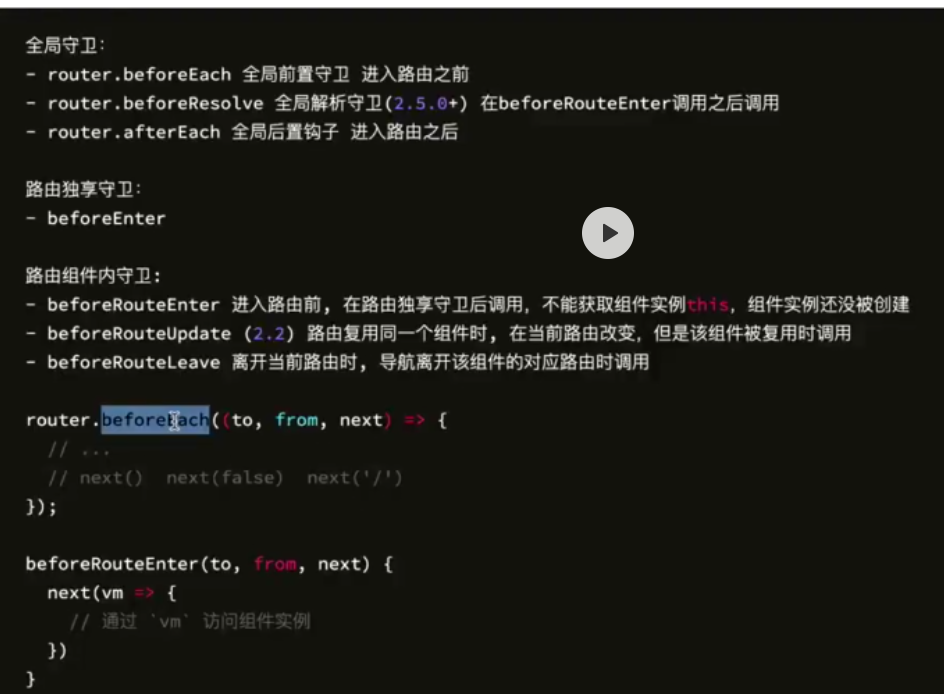 全局守卫:
- router.beforeEach 全局前置守卫 进入路由之前
- router.beforeResolve 全局解析守卫(2.5.0+) 在beforeRouteEnter调用之后调用
- router.afterEach 全局后置钩子 进入路由之后
路由独享守卫:
- beforeEnter
路由组件内守卫:
- beforeRouteEnter 进入路由前, 在路由独享守卫后调用, 不能获取组件实例this, 组件实例还没被创建
- beforeRouteUpdate (2.2) 路由复用同一个组件时, 在当前路由改变, 但是该组件被复用时调用
- beforeRouteLeave 离开当前路由时, 导航离开该组件的对应路由时调用
router.beforeEach((to, from, next) => {
// ...
// next() next(false) next('/')
});
beforeRouteEnter(to, from, next) {
next(vm => {
// 通过 `vm` 访问组件实例
})
}